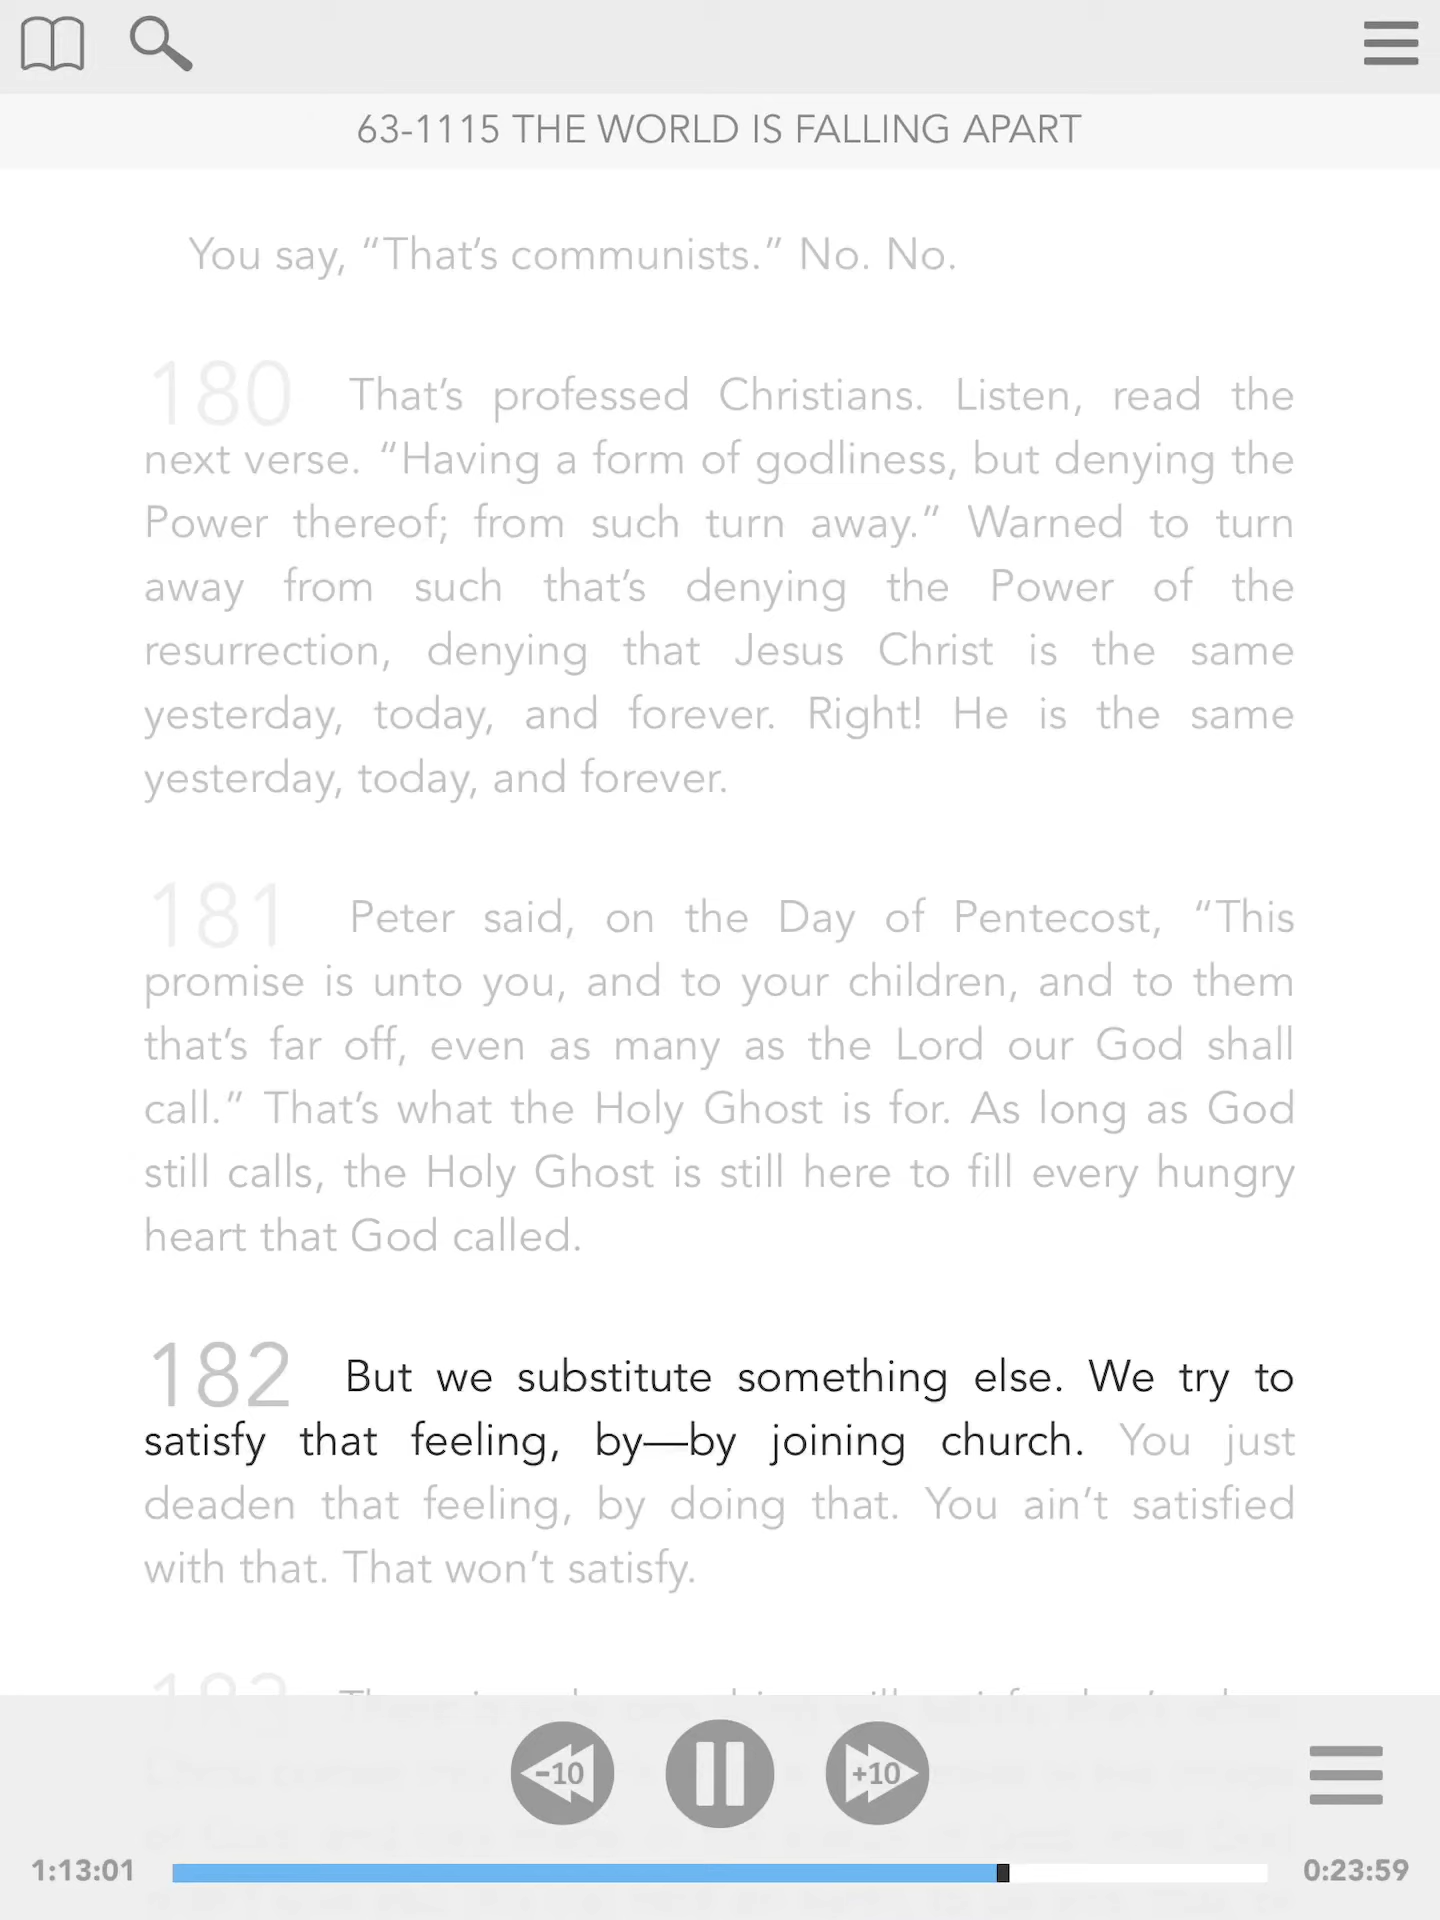 63-1115 THE WORLD IS FALLING APART
You say, “That’s communists.” No. No.
180 That’s professed Christians. Listen, read the
next verse. “Having a form of godliness, but denying the
Power thereof; from such turn away.” Warned to turn
away from such that’s denying the Power of the
resurrection, denying that Jesus Christ is the same
yesterday, today, and forever. Right! He is the same
yesterday, today, and forever.
181 Peter said, on the Day of Pentecost, “This
promise is unto you, and to your children, and to them
that’s far off, even as many as the Lord our God shall
call.” That’s what the Holy Ghost is for. As long as God
still calls, the Holy Ghost is still here to fill every hungry
heart that God called.
182 But we substitute something else. We try to
satisfy that feeling, by—by joining church. You just
deaden that feeling, by doing that. You ain’t satisfied
with that. That won’t satisfy.
-10 +10
1:13:01 0:23:59